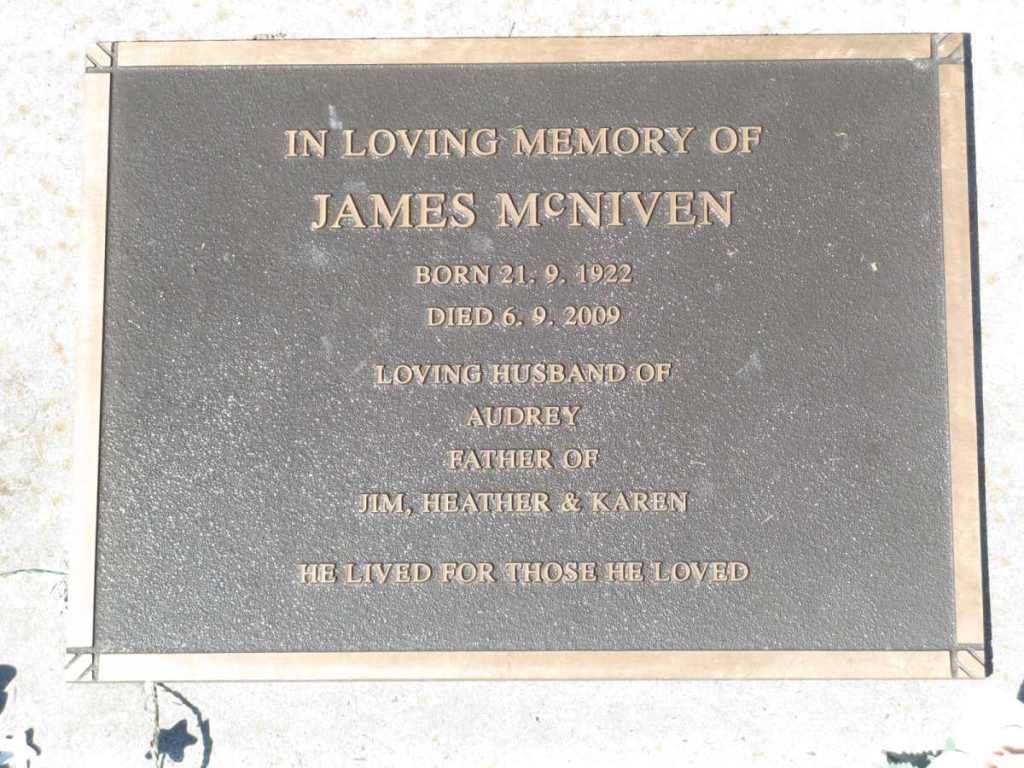 IN LOVING MEMORY OF
JAMES McNIVEN
BORN 21. 9. 1922
DIED 6. 9. 2009
LOVING HUSBAND OF
AUDREY
FATHER OF
JIM, HEATHER & KAREN
HE LIVED FOR THOSE HE LOVED